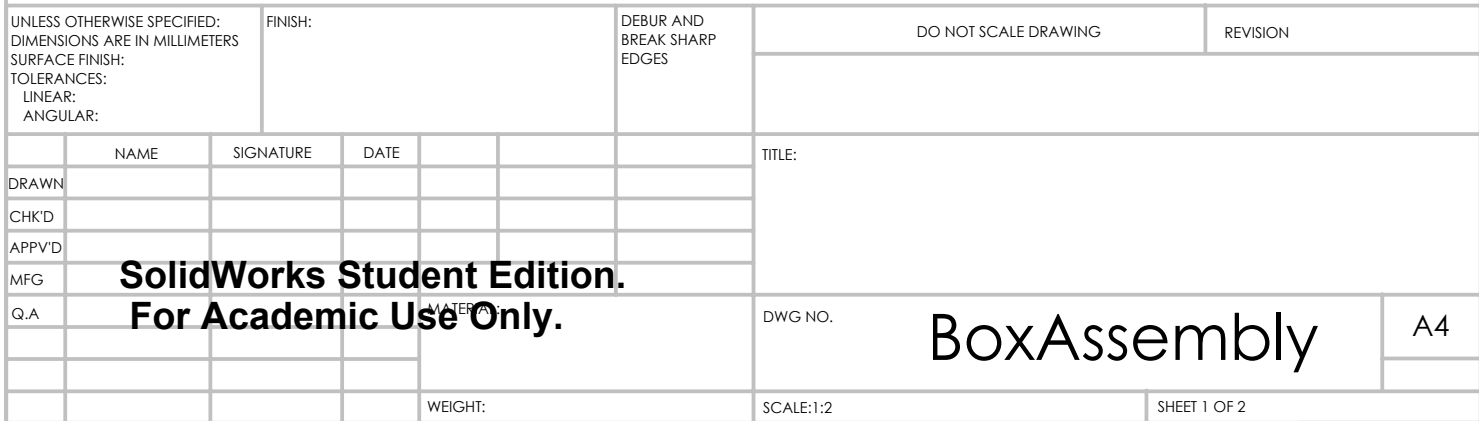 UNLESS OTHERWISE SPECIFIED:
DIMENSIONS ARE IN MILLIMETERS
SURFACE FINISH:
TOLERANCES:
LINEAR:
ANGULAR:
FINISH:
DEBUR AND
BREAK SHARP
EDGES
DO NOT SCALE DRAWING
REVISION
NAME
SIGNATURE
DATE
DRAWN
CHK'D
APPV'D
MFG
Q.A
SolidWorks Student Edition.
For Academic Use Only.
MATERIAL:
WEIGHT:
TITLE:
DWG NO.
BoxAssembly
A4
SCALE:1:2
SHEET 1 OF 2